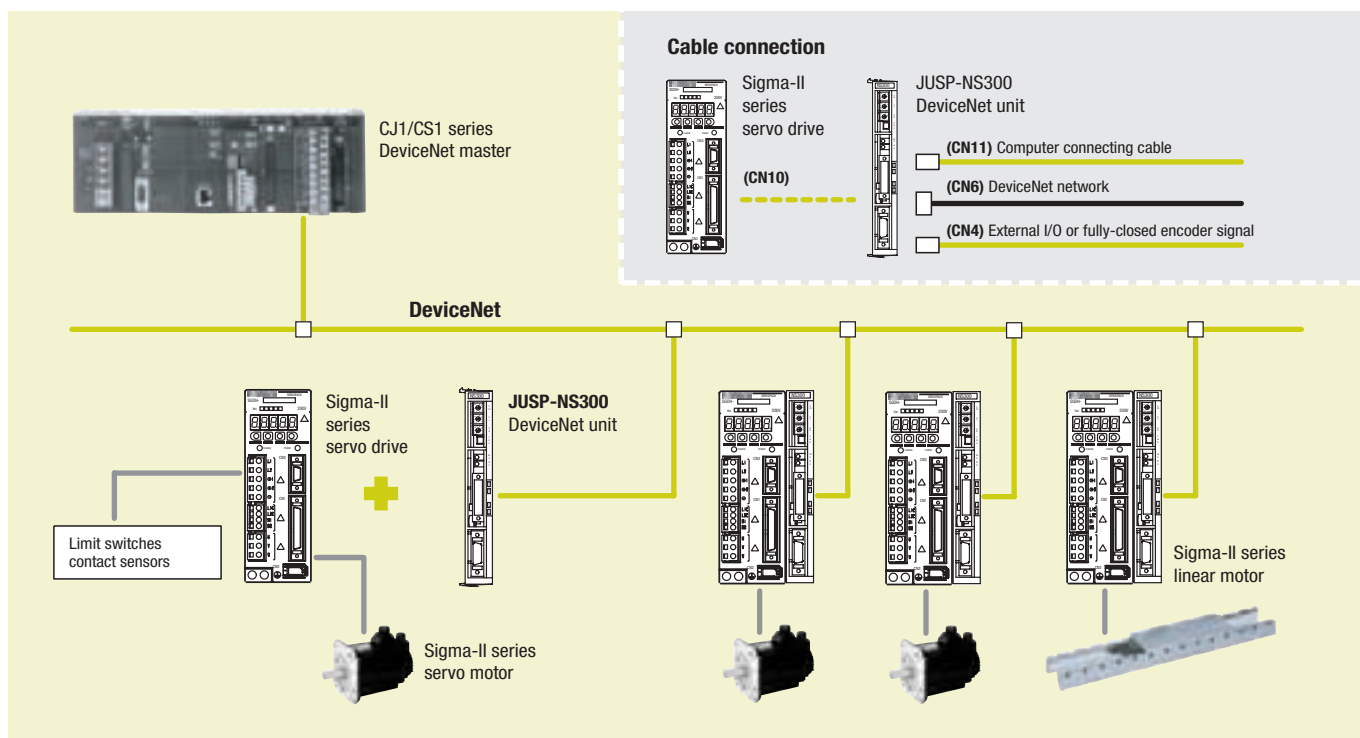 Cable connection
Sigma-II
series
servo drive
JUSP-NS300
DeviceNet unit
CJ1/CS1 series
DeviceNet master
(CN11) Computer connecting cable
(CN10)
(CN6) DeviceNet network
(CN4) External I/O or fully-closed encoder signal
DeviceNet
Sigma-II
series
servo drive
JUSP-NS300
DeviceNet unit
Limit switches
contact sensors
Sigma-II series
linear motor
Sigma-II series
servo motor